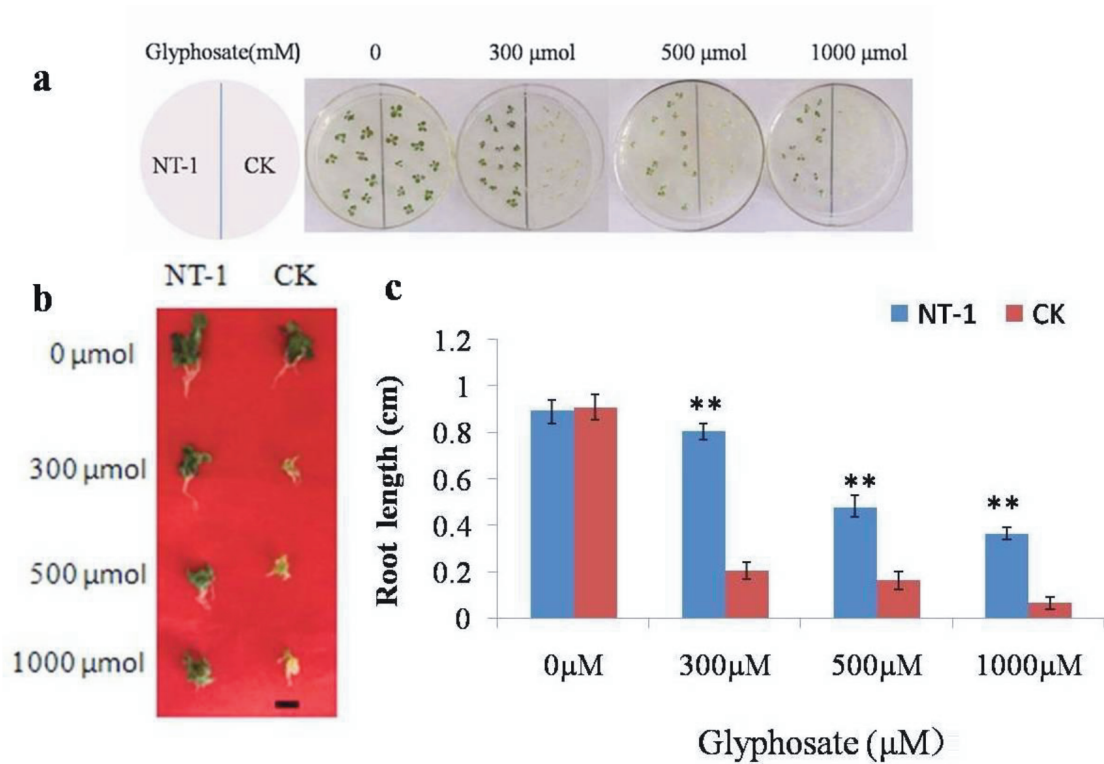 a
Glyphosate(mM) 0 300 μmol 500 μmol 1000 μmol
NT-1 CK
b
NT-1 CK
0 μmol
300 μmol
500 μmol
1000 μmol
c
NT-1 CK
Root length (cm)
1.2
1
0.8
0.6
0.4
0.2
0
** ** **
0μM 300μM 500μM 1000μM
Glyphosate (μM)